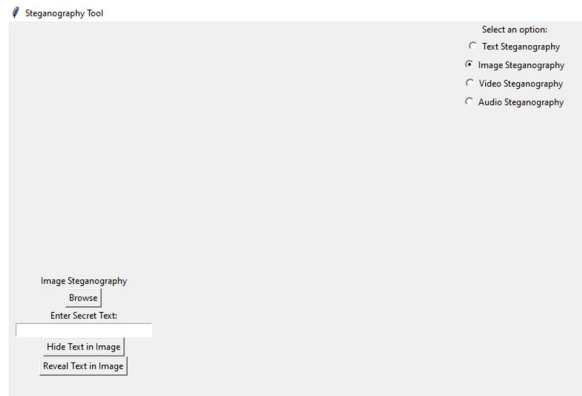 Steganography Tool
Select an option:
Text Steganography
Image Steganography
Video Steganography
Audio Steganography
Image Steganography
Browse
Enter Secret Text:
Hide Text in Image
Reveal Text in Image